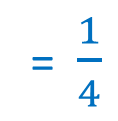 = 1/4